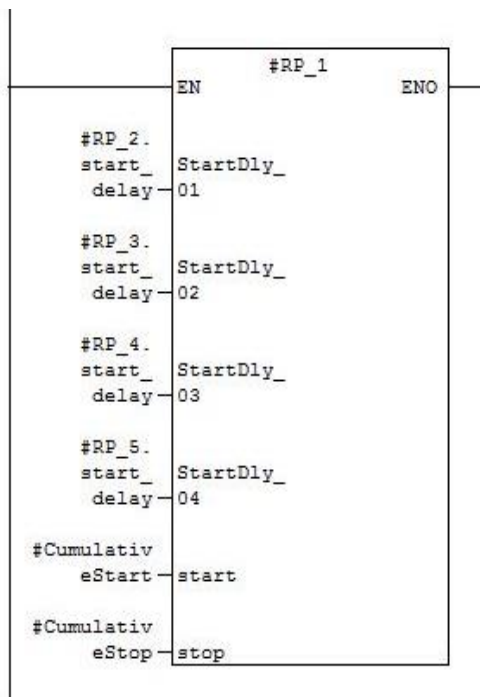 #RP_1
EN ENO
#RP_2.
start_ StartDly_
delay 01
#RP_3.
start_ StartDly_
delay 02
#RP_4.
start_ StartDly_
delay 03
#RP_5.
start_ StartDly_
delay 04
#Cumulativ
eStart start
#Cumulativ
eStop stop